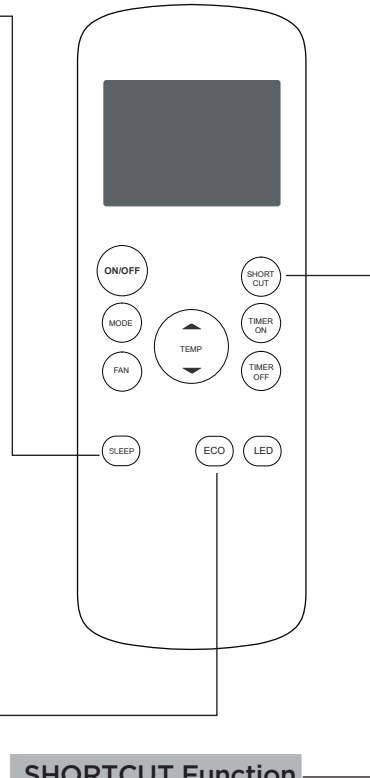 ON/OFF
SHORT
CUT
MODE
TEMP
TIMER
ON
FAN
TIMER
OFF
SLEEP
ECO
LED
SHORTCUT Function